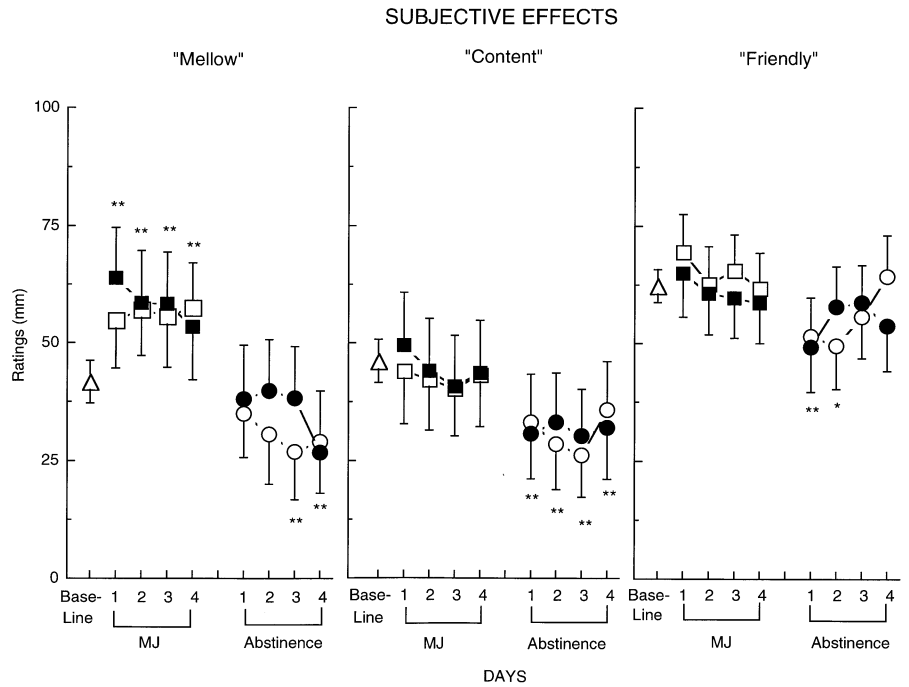 SUBJECTIVE EFFECTS
"Mellow" "Content" "Friendly"
100
75
50
25
0
Ratings (mm)
** ** ** **
** **
** ** ** **
** *
Base-Line 1 2 3 4 1 2 3 4
MJ Abstinence
Base-Line 1 2 3 4 1 2 3 4
MJ Abstinence
Base-Line 1 2 3 4 1 2 3 4
MJ Abstinence
DAYS